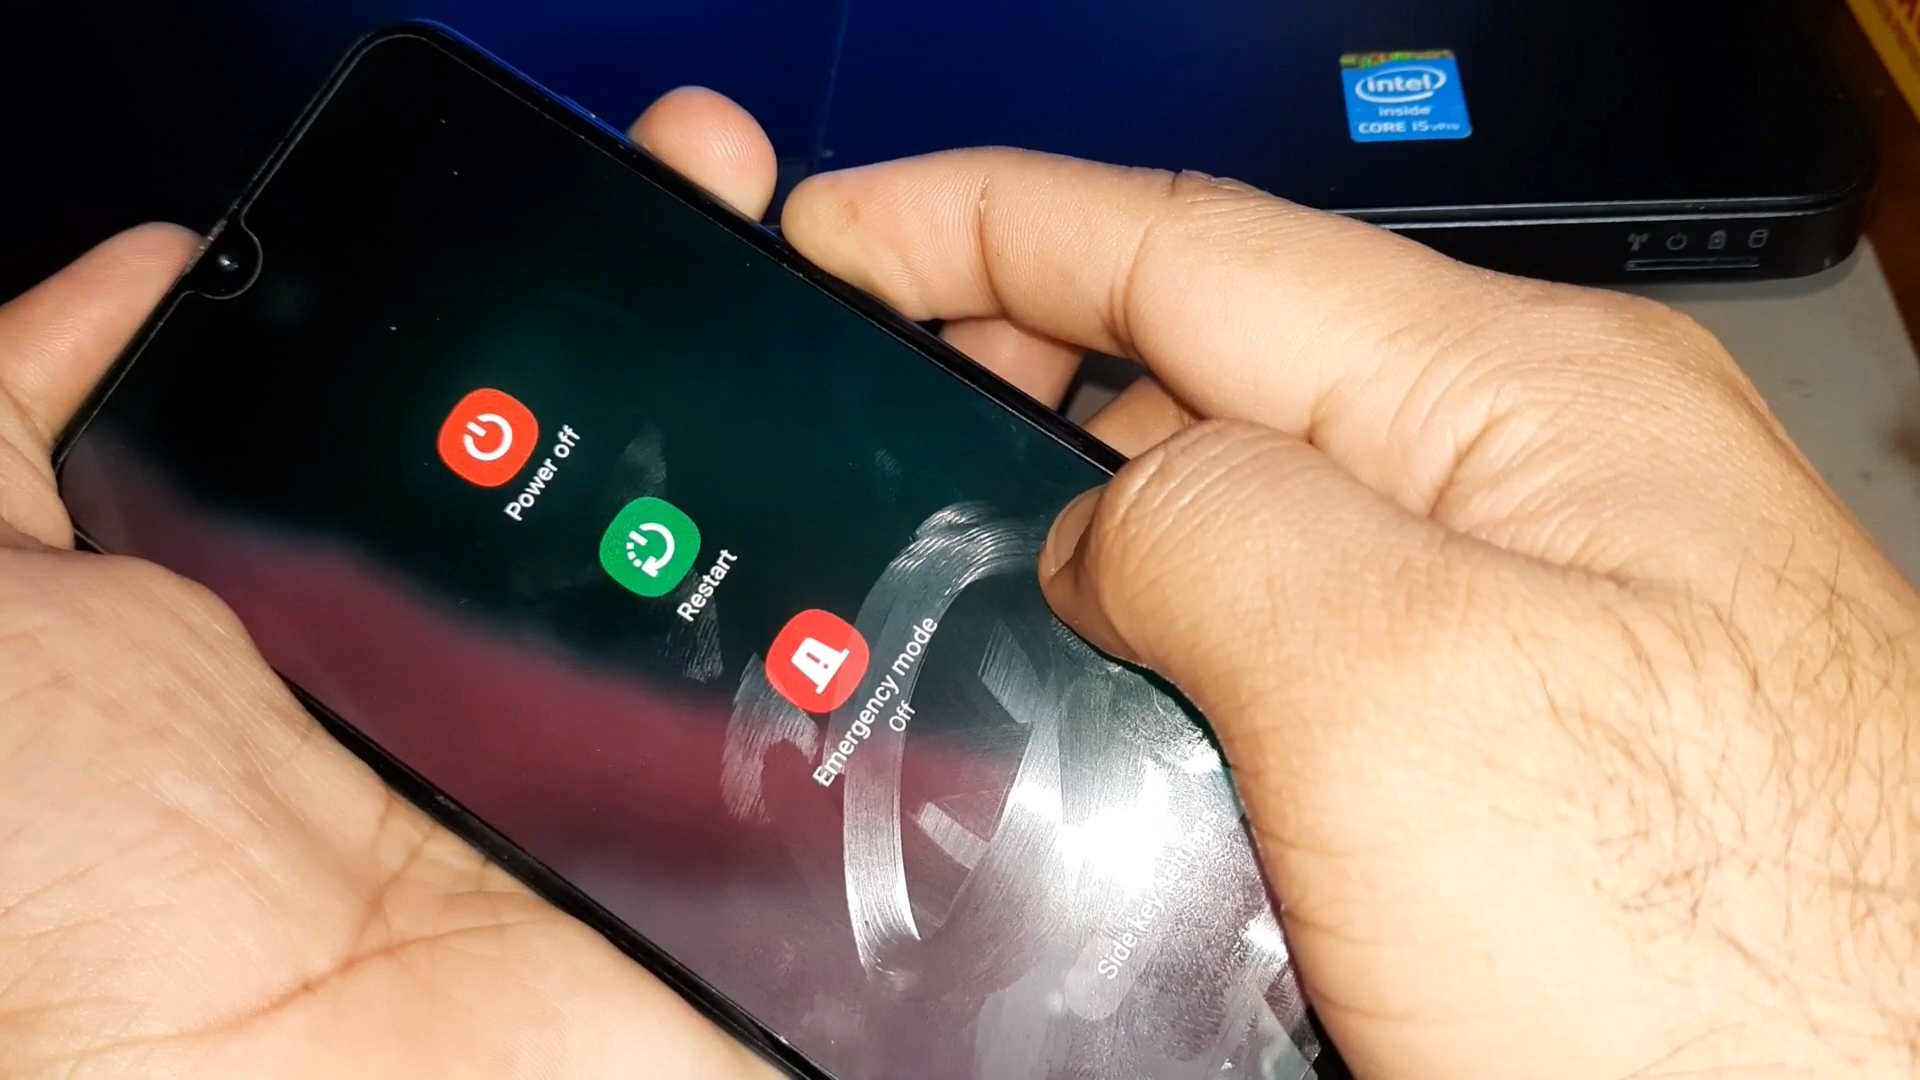 intel
inside
CORE i5 vPro
Power off
Restart
Emergency mode
Off
Side key settings